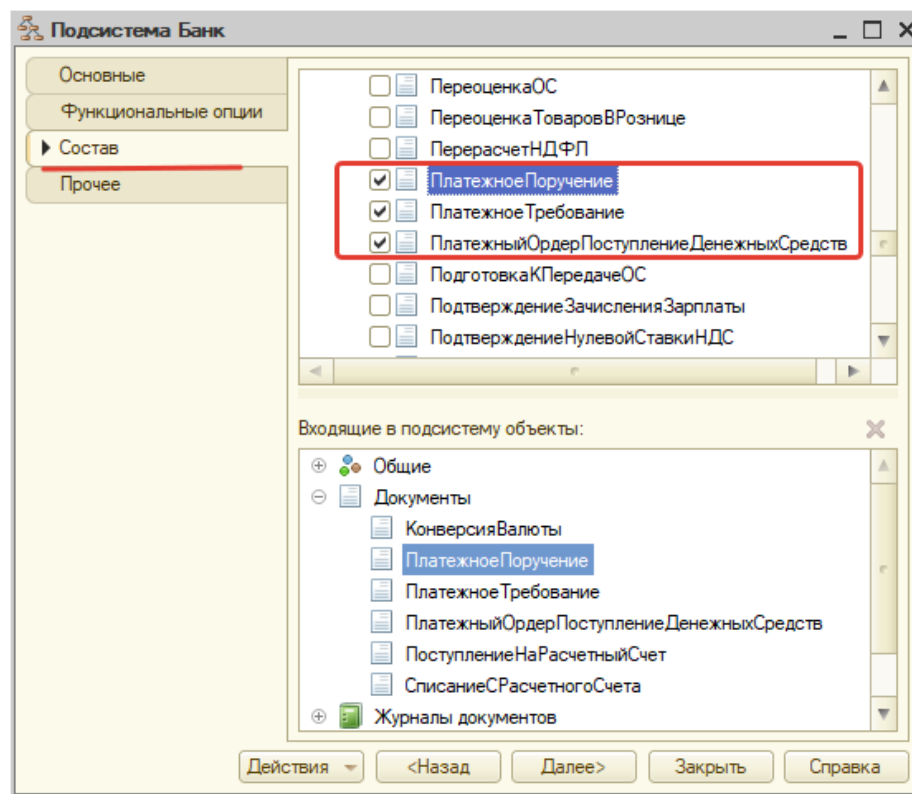 Подсистема Банк
Основные
Функциональные опции
Состав
Прочее
ПереоценкаОС
ПереоценкаТоваровВРознице
ПерерасчетНДФЛ
ПлатежноеПоручение
ПлатежноеТребование
ПлатежныйОрдерПоступлениеДенежныхСредств
ПодготовкаКПередачеОС
ПодтверждениеЗачисленияЗарплаты
ПодтверждениеНулевойСтавкиНДС
Входящие в подсистему объекты:
Общие
Документы
КонверсияВалюты
ПлатежноеПоручение
ПлатежноеТребование
ПлатежныйОрдерПоступлениеДенежныхСредств
ПоступлениеНаРасчетныйСчет
СписаниеСРасчетногоСчета
Журналы документов
Действия <Назад Далее> Закрыть Справка